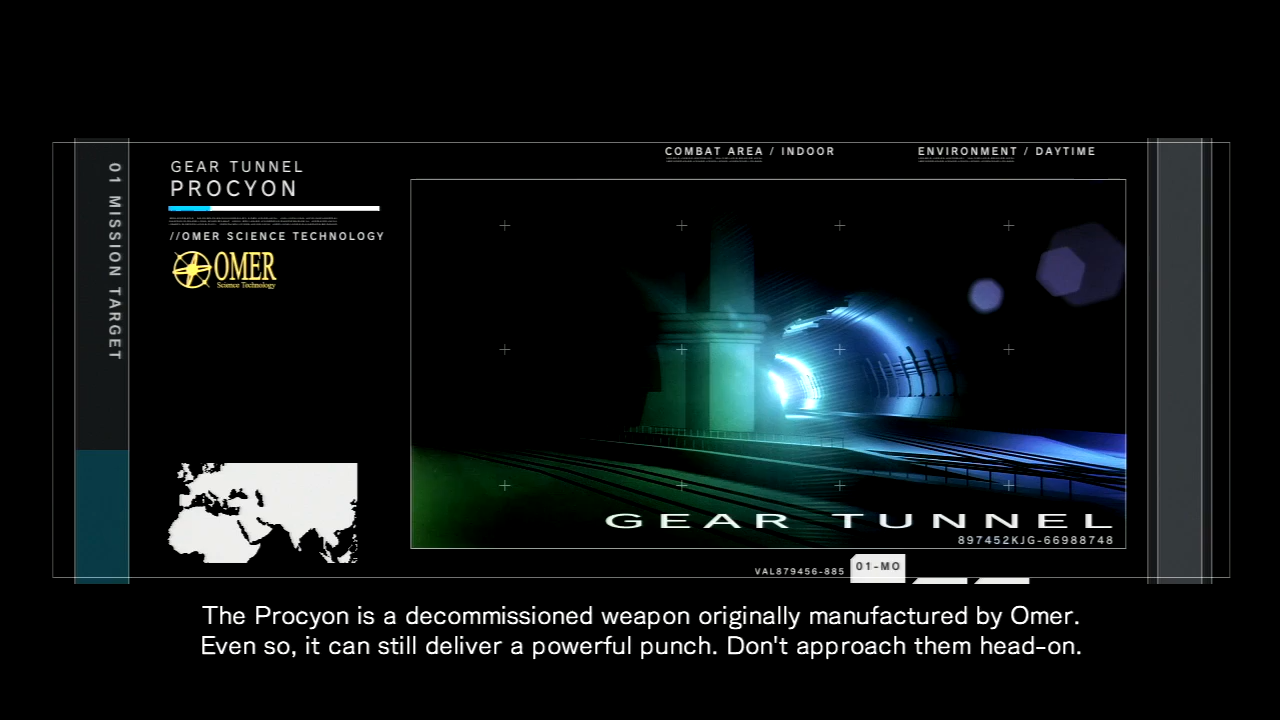 01 MISSION TARGET
GEAR TUNNEL
PROCYON
//OMER SCIENCE TECHNOLOGY
OMER
Science Technology
COMBAT AREA / INDOOR
ENVIRONMENT / DAYTIME
GEAR TUNNEL
897452KJG-66988748
VAL879456-885
01-MO
The Procyon is a decommissioned weapon originally manufactured by Omer.
Even so, it can still deliver a powerful punch. Don't approach them head-on.